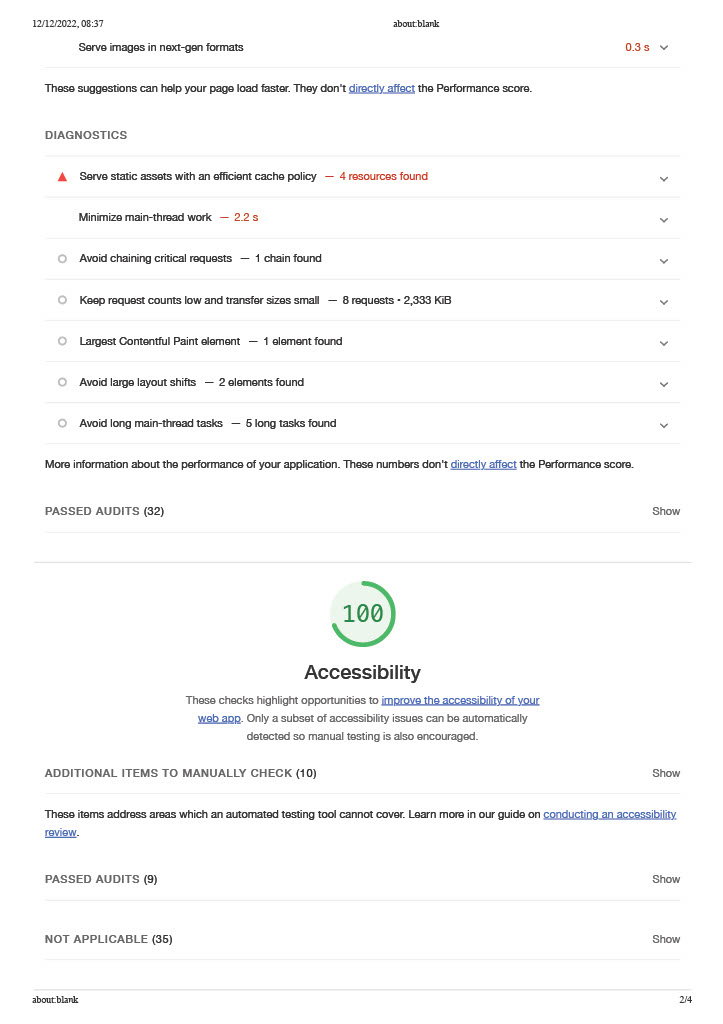 12/12/2022, 08:37 about:blank
Serve images in next-gen formats 0.3 s
These suggestions can help your page load faster. They don't directly affect the Performance score.
DIAGNOSTICS
Serve static assets with an efficient cache policy — 4 resources found
Minimize main-thread work — 2.2 s
Avoid chaining critical requests — 1 chain found
Keep request counts low and transfer sizes small — 8 requests • 2,333 KiB
Largest Contentful Paint element — 1 element found
Avoid large layout shifts — 2 elements found
Avoid long main-thread tasks — 5 long tasks found
More information about the performance of your application. These numbers don't directly affect the Performance score.
PASSED AUDITS (32) Show
100
Accessibility
These checks highlight opportunities to improve the accessibility of your
web app. Only a subset of accessibility issues can be automatically
detected so manual testing is also encouraged.
ADDITIONAL ITEMS TO MANUALLY CHECK (10) Show
These items address areas which an automated testing tool cannot cover. Learn more in our guide on conducting an accessibility
review.
PASSED AUDITS (9) Show
NOT APPLICABLE (35) Show
about:blank 2/4